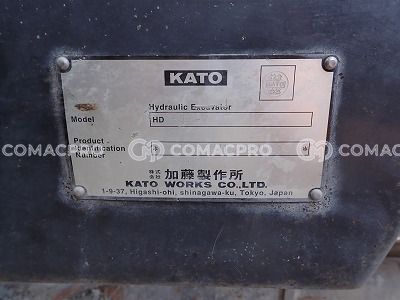 KATO
Hydraulic Excavator
Model HD
Product Identification Number
COMACPRO COMACPRO COMACPRO
株式会社 加藤製作所
KATO WORKS CO.,LTD.
1-9-37, Higashi-ohi, shinagawa-ku, Tokyo, Japan